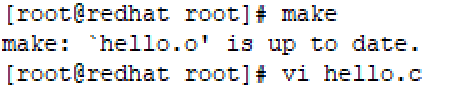 [root@redhat root]# make
make: `hello.o' is up to date.
[root@redhat root]# vi hello.c